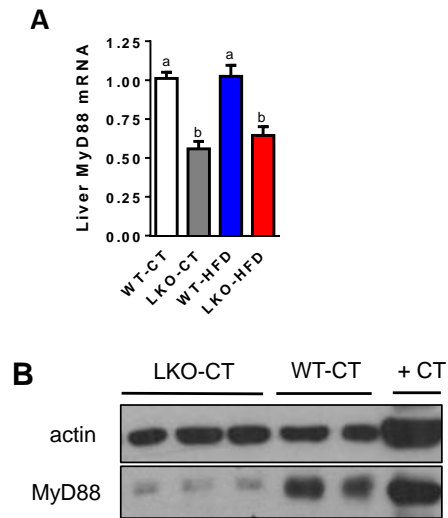 A
Liver MyD88 mRNA
1.25
1.00
0.75
0.50
0.25
0.00
a
b
a
b
WT-CT
LKO-CT
WT-HFD
LKO-HFD
B
LKO-CT WT-CT + CT
actin
MyD88